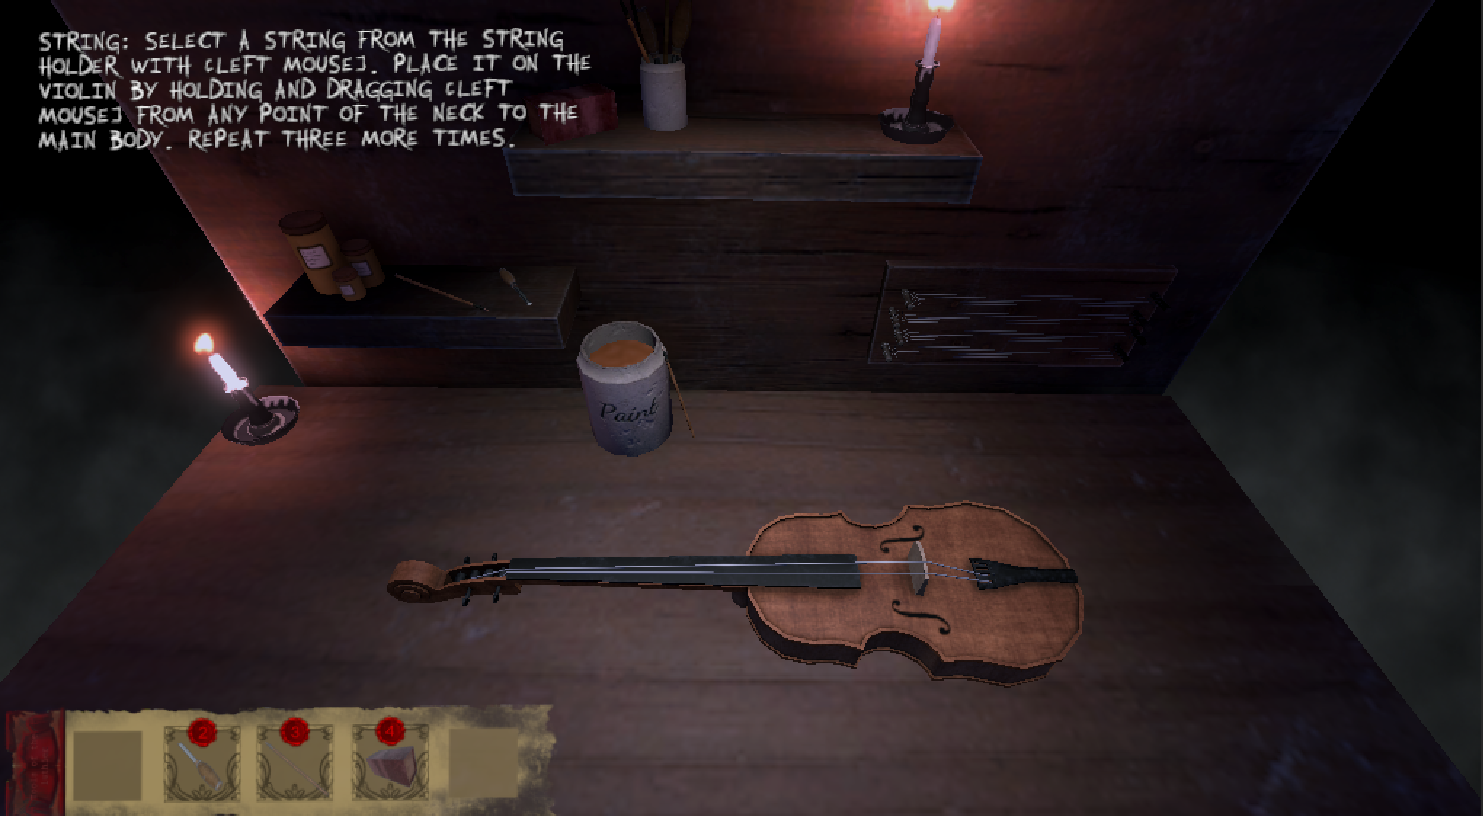 STRING: SELECT A STRING FROM THE STRING
HOLDER WITH [LEFT MOUSE]. PLACE IT ON THE
VIOLIN BY HOLDING AND DRAGGING [LEFT
MOUSE] FROM ANY POINT OF THE NECK TO THE
MAIN BODY. REPEAT THREE MORE TIMES.
Paint
2 3 4